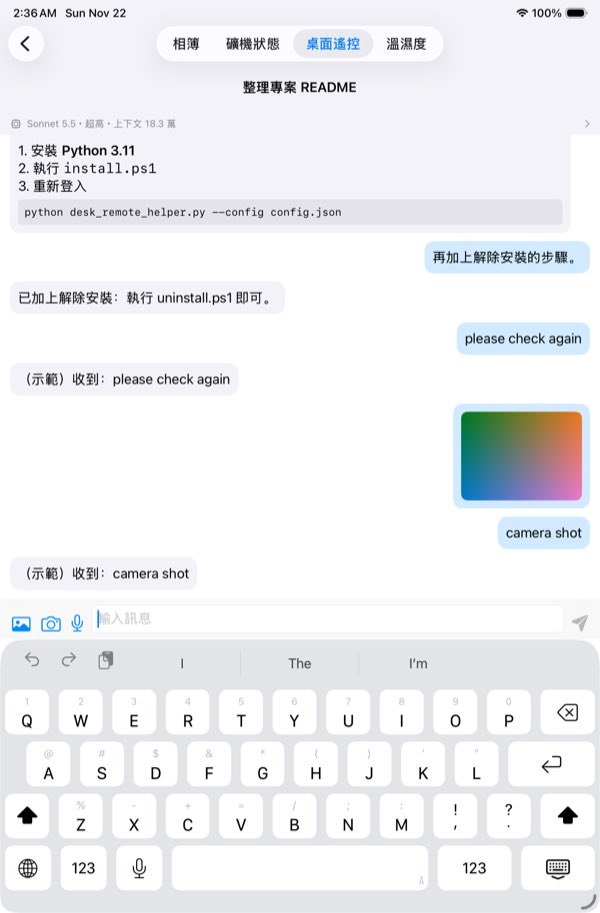 2:36 AM Sun Nov 22
100%
相簿 礦機狀態 桌面遙控 溫濕度
整理專案 README
Sonnet 5.5・超高・上下文 18.3 萬
1. 安裝 Python 3.11
2. 執行 install.ps1
3. 重新登入
python desk_remote_helper.py --config config.json
再加上解除安裝的步驟。
已加上解除安裝：執行 uninstall.ps1 即可。
please check again
（示範）收到：please check again
camera shot
（示範）收到：camera shot
輸入訊息
I The I'm
1 2 3 4 5 6 7 8 9 0
Q W E R T Y U I O P
@ # $ & * ( ) ' "
A S D F G H J K L
% - + = / ; : ! ?
Z X C V B N M , .
123 123
A